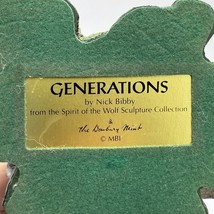 GENERATIONS
by Nick Bibby
from the Spirit of the Wolf Sculpture Collection
the Danbury Mint
© MBI